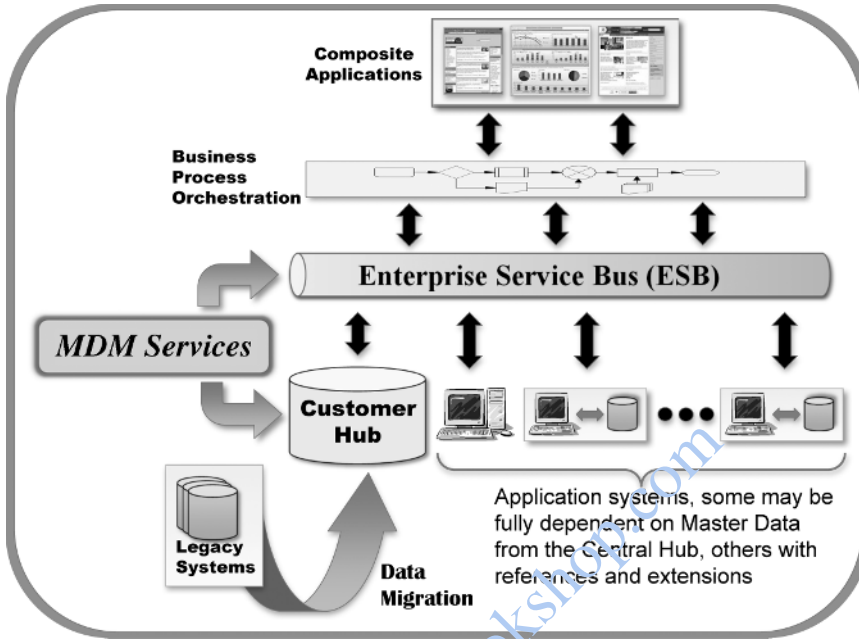 Composite
Applications
Business
Process
Orchestration
Enterprise Service Bus (ESB)
MDM Services
Customer
Hub
Application systems, some may be
fully dependent on Master Data
from the Central Hub, others with
references and extensions
Legacy
Systems
Data
Migration